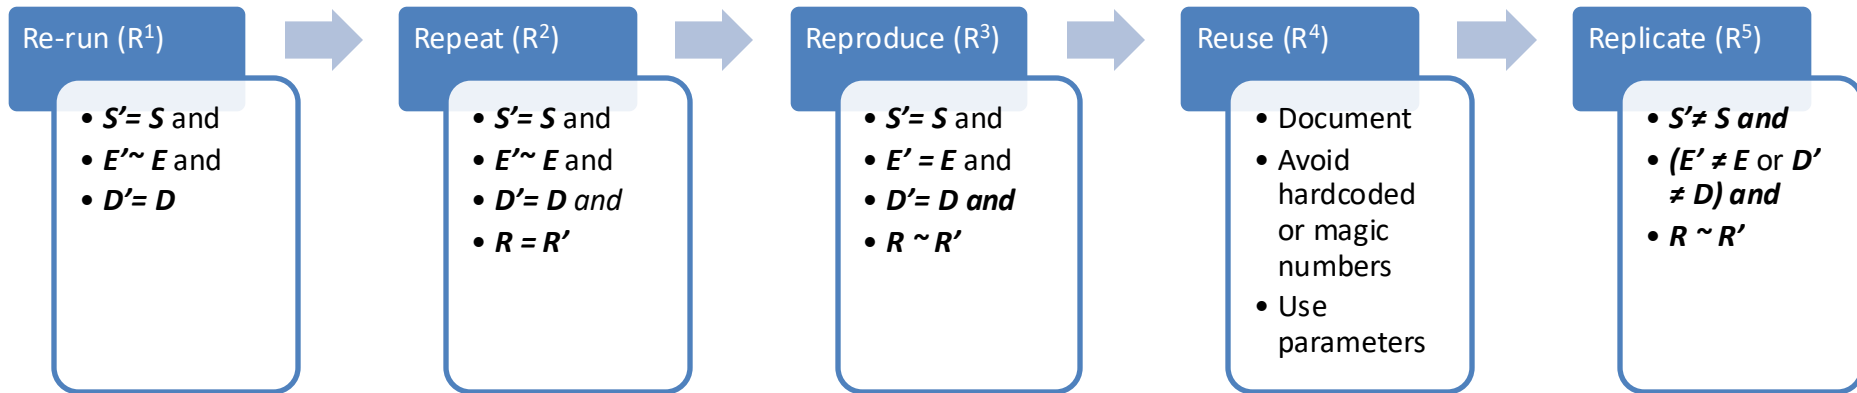 Re-run (R¹)
• S’= S and
• E’~ E and
• D’= D
Repeat (R²)
• S’= S and
• E’~ E and
• D’= D and
• R = R’
Reproduce (R³)
• S’= S and
• E’ = E and
• D’= D and
• R ~ R’
Reuse (R⁴)
• Document
• Avoid
hardcoded
or magic
numbers
• Use
parameters
Replicate (R⁵)
• S’≠ S and
• (E’ ≠ E or D’
≠ D) and
• R ~ R’